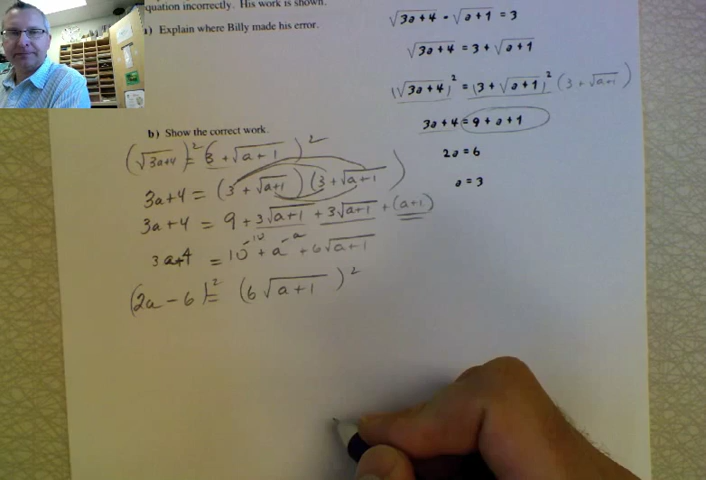 quation incorrectly. His work is shown.
) Explain where Billy made his error.
√3a+4 - √a+1 = 3
√3a+4 = 3 + √a+1
(√3a+4)² = (3 + √a+1)² (3 + √a+1)
3a+4 = 9 + a + 1
2a = 6
a = 3
b) Show the correct work.
(√3a+4)² = (3 + √a+1)²
3a+4 = (3 + √a+1)(3 + √a+1)
3a+4 = 9 + 3√a+1 + 3√a+1 + (a+1)
3a+4 = 10 -10 + a -a + 6√a+1
(2a - 6)² = (6√a+1)²